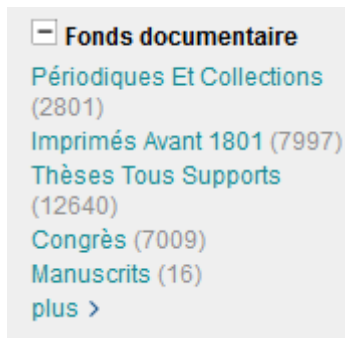 Fonds documentaire
Périodiques Et Collections
(2801)
Imprimés Avant 1801 (7997)
Thèses Tous Supports
(12640)
Congrès (7009)
Manuscrits (16)
plus >